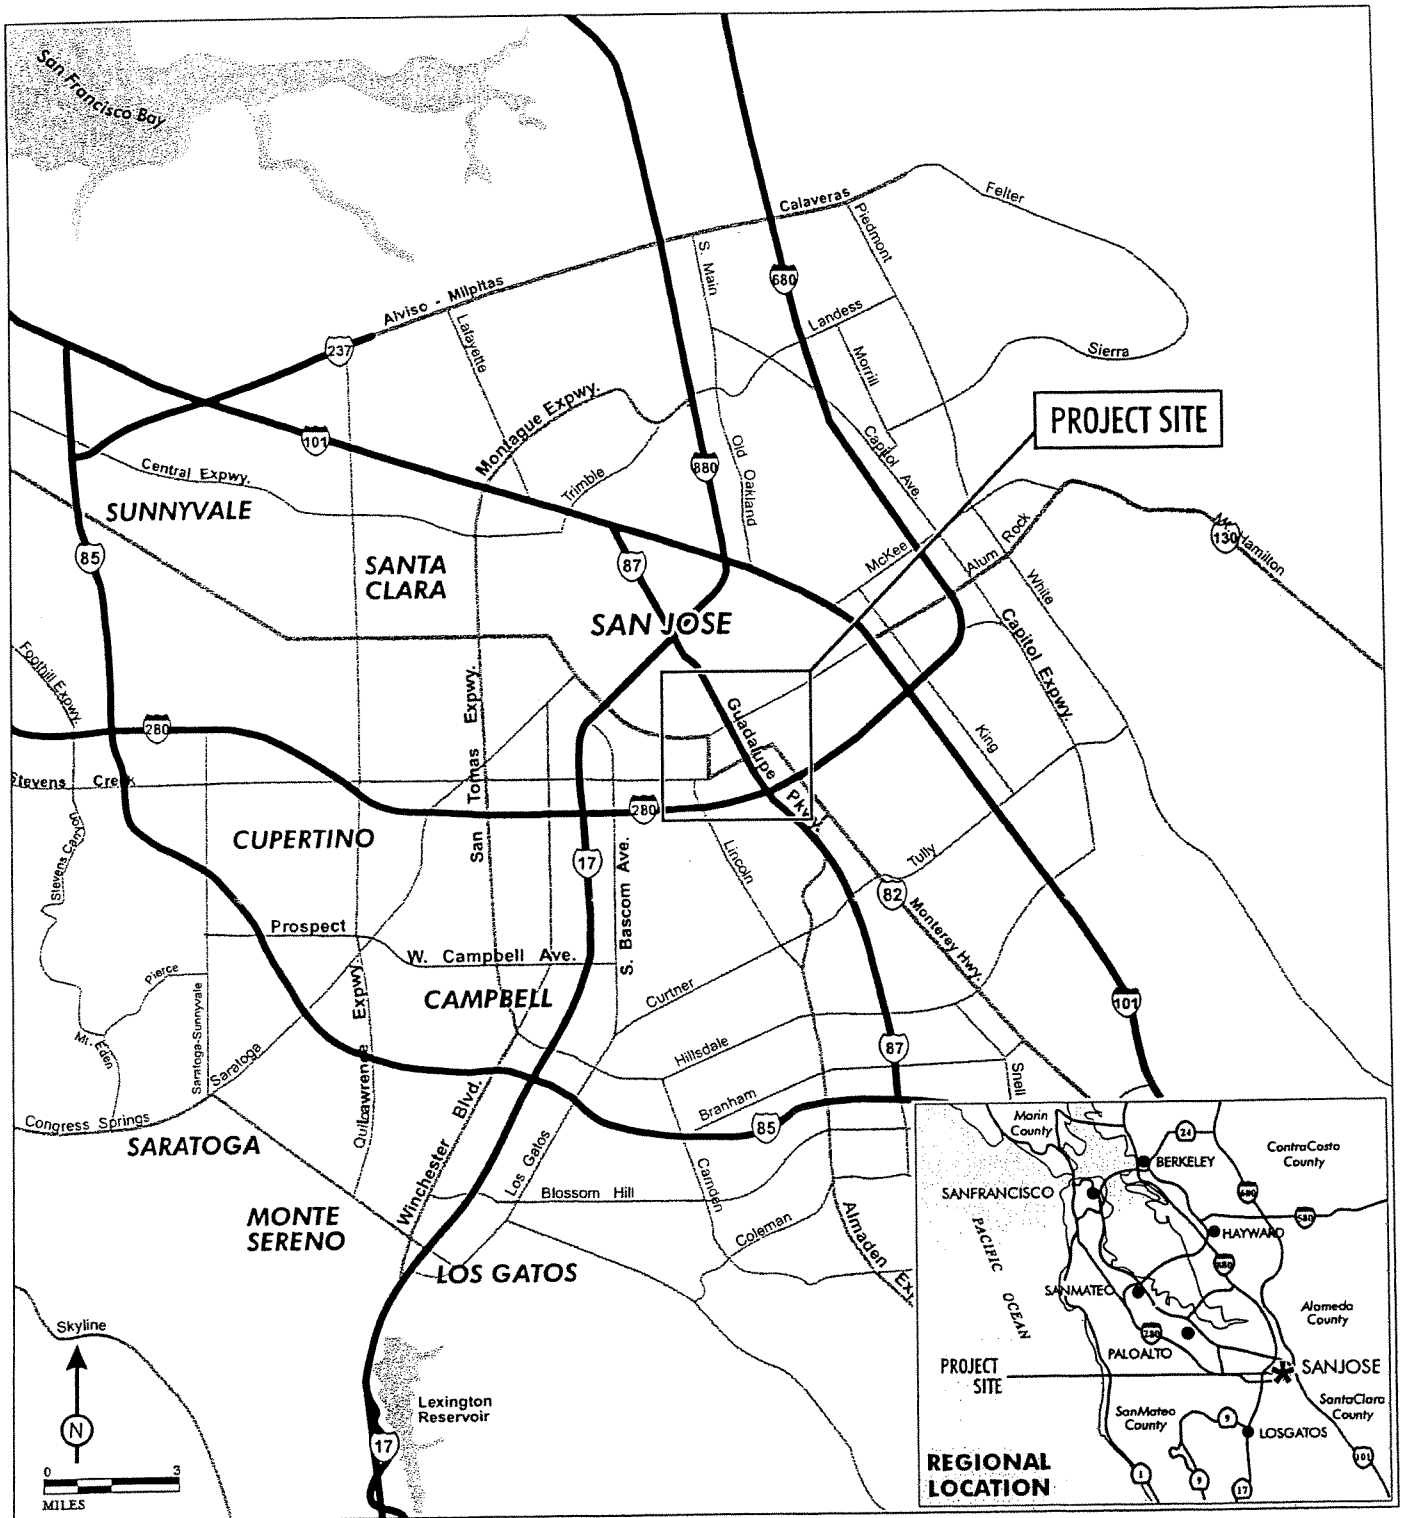 San Francisco Bay
Calaveras
Felter
Piedmont
S. Main
680
Alviso - Milpitas
Landess
237
Lafayette
Morrill
Sierra
Montague Expwy.
PROJECT SITE
101
Capitol Ave.
880
Old Oakland
Central Expwy.
Trimble
SUNNYVALE
Mt. Hamilton
130
McKee
Alum Rock
85
SANTA
CLARA
87
White
SAN JOSE
Capitol Expwy.
Foothill Expwy.
San Tomas Expwy.
Guadalupe Pkwy.
280
King
Stevens Creek
280
Stevens Canyon
CUPERTINO
17
Lincoln
Tully
82
S. Bascom Ave.
Monterey Hwy.
Prospect
W. Campbell Ave.
Pierce
CAMPBELL
Curtner
101
Saratoga-Sunnyvale
Lawrence Expwy.
Mt. Eden
Hillsdale
87
Saratoga
Snell
Quito
Winchester Blvd.
Branham
Congress Springs
85
SARATOGA
Los Gatos
Camden
Blossom Hill
MONTE
SERENO
Coleman
Almaden Ex
LOS GATOS
Skyline
Lexington
Reservoir
N
17
0 3
MILES
Marin
County
24
BERKELEY
ContraCosta
County
SANFRANCISCO
680
580
PACIFIC OCEAN
HAYWARD
880
SANMATEO
Alameda
County
280
PALOALTO
PROJECT
SITE
SANJOSE
SanMateo
County
9
SantaClara
County
LOSGATOS
101
REGIONAL
LOCATION
1
9
17